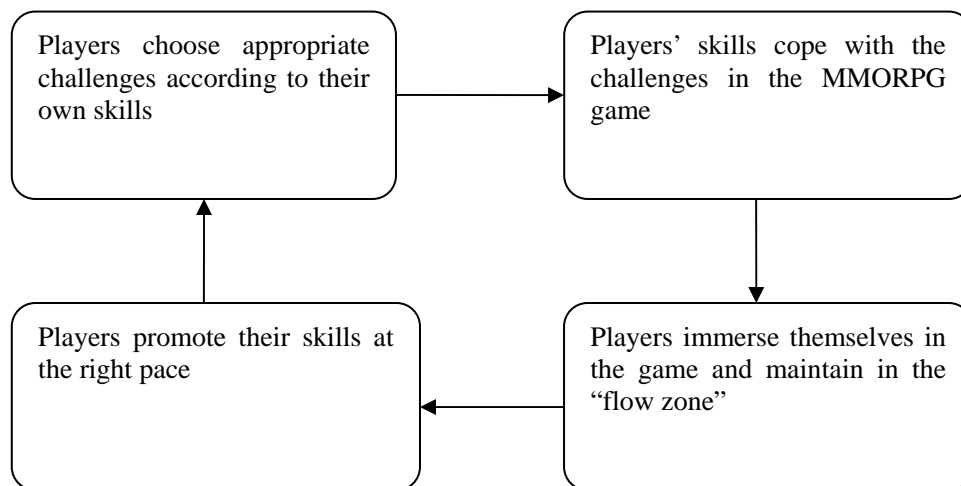 Players choose appropriate
challenges according to their
own skills
Players’ skills cope with the
challenges in the MMORPG
game
Players promote their skills at
the right pace
Players immerse themselves in
the game and maintain in the
“flow zone”